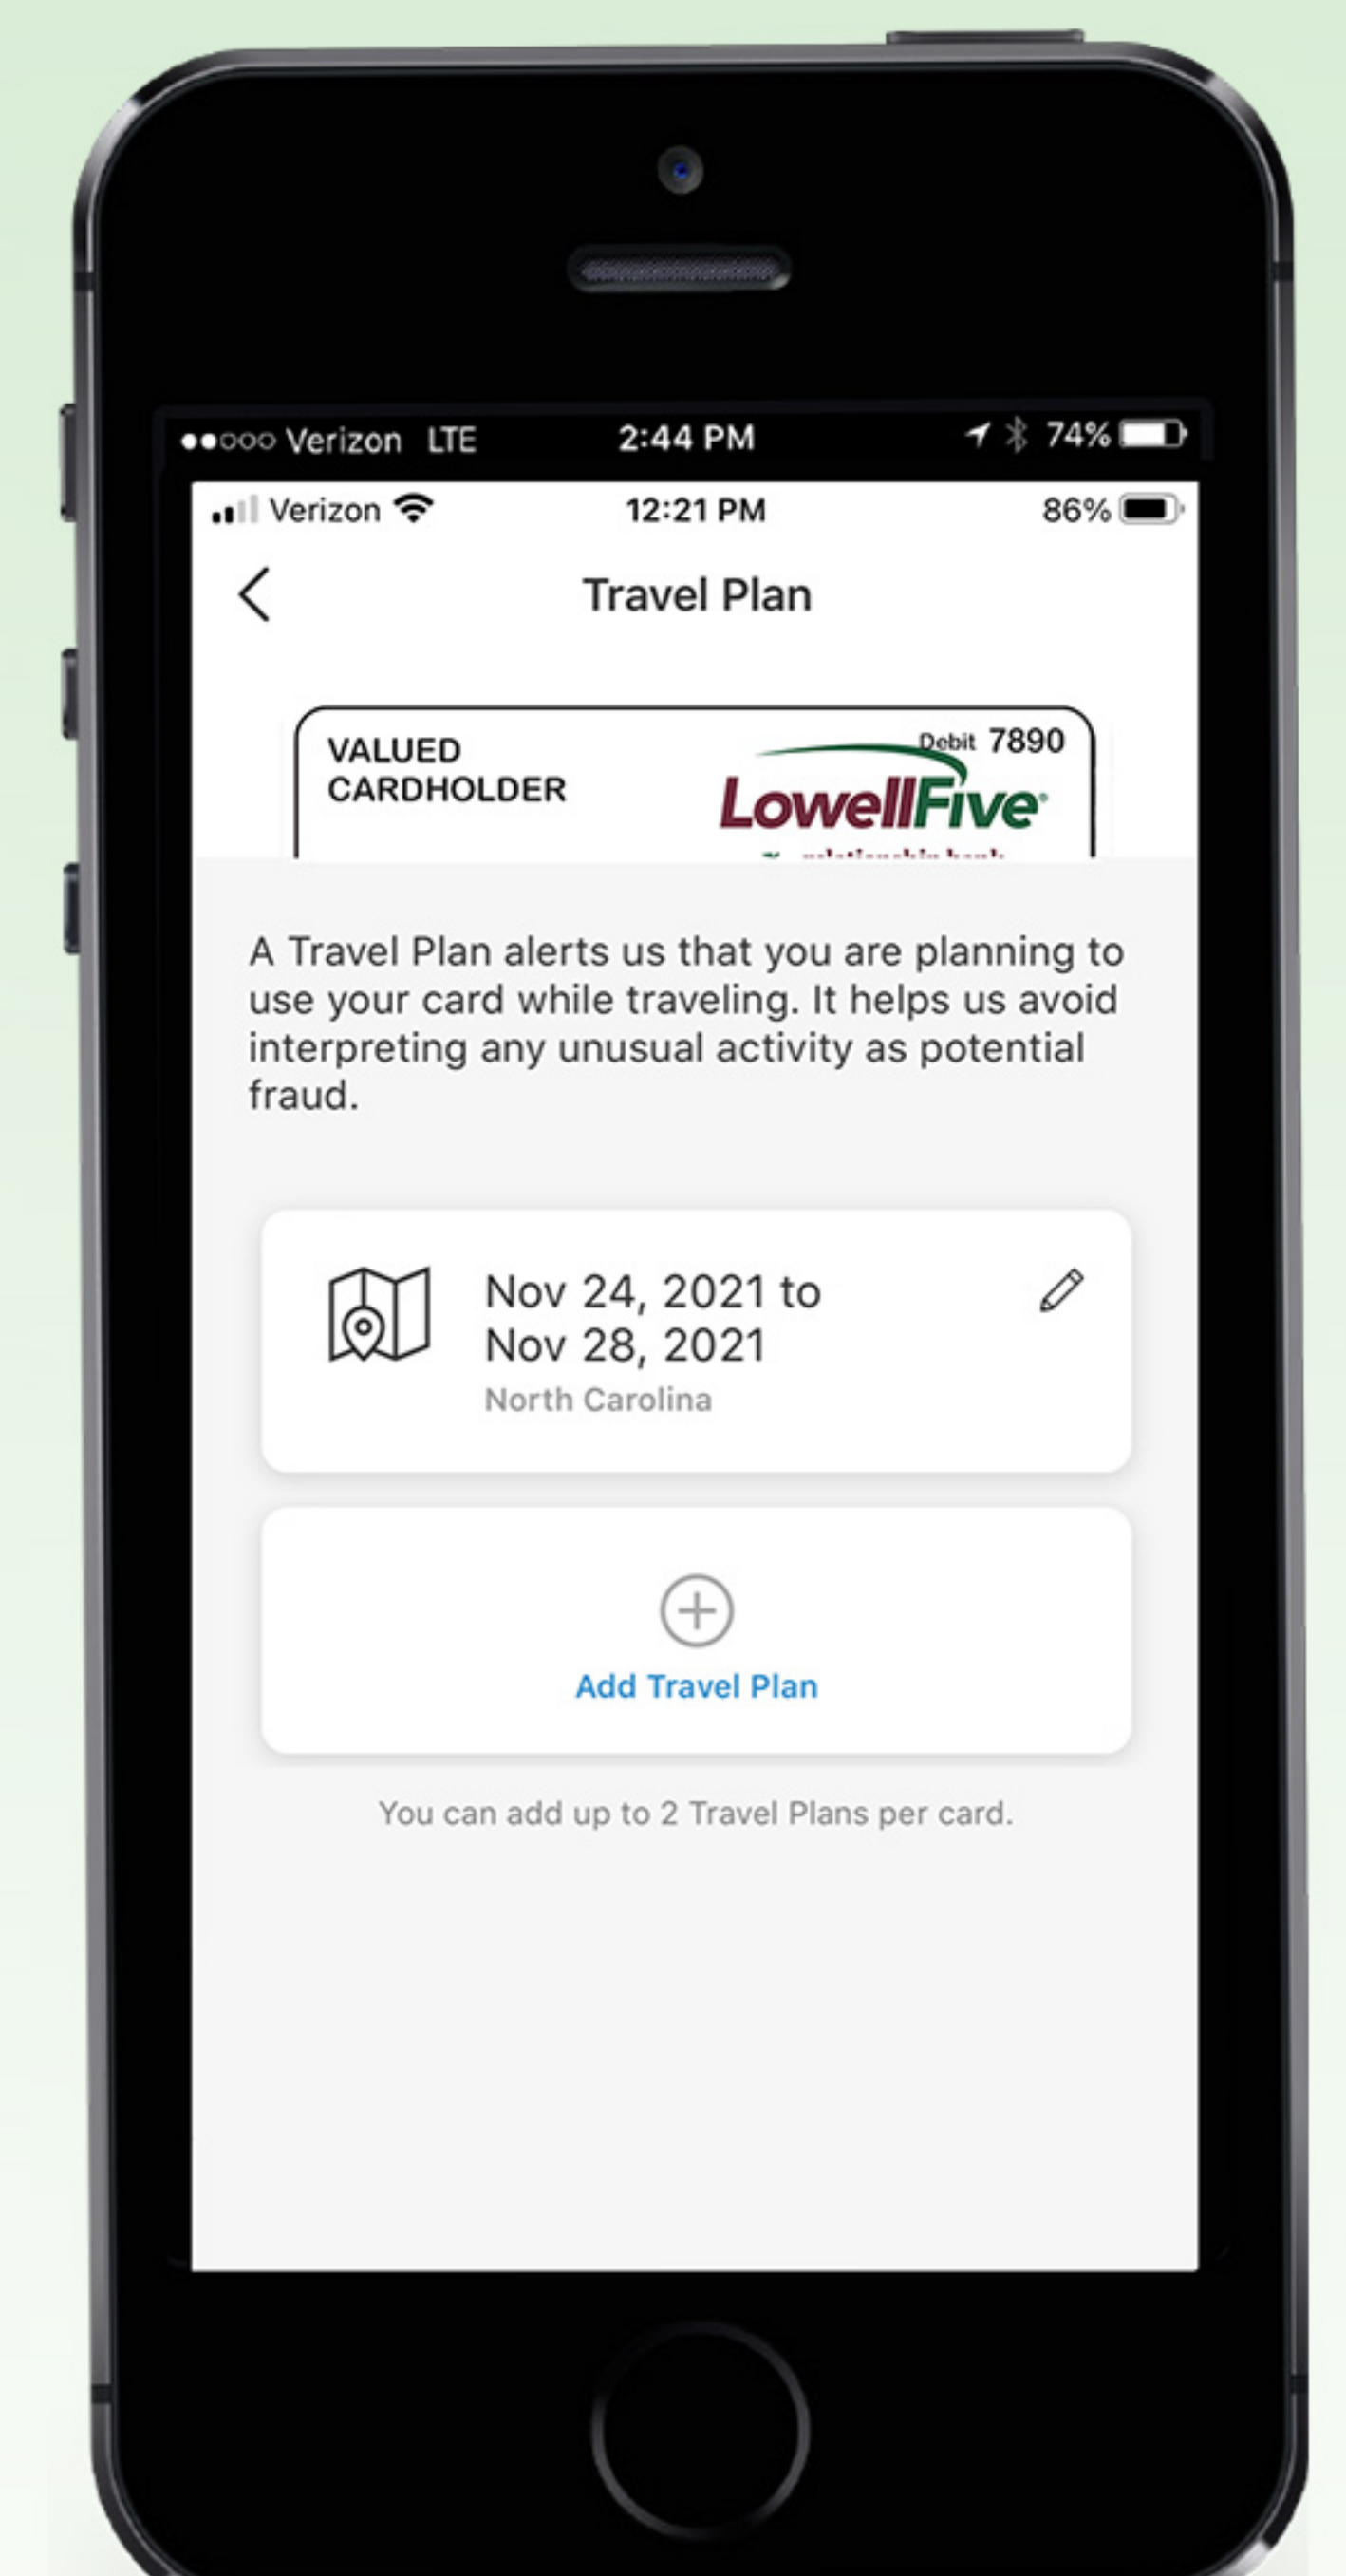 Verizon LTE 2:44 PM 74%
Verizon 12:21 PM 86%
Travel Plan
VALUED
CARDHOLDER
Debit 7890
LowellFive
A Travel Plan alerts us that you are planning to
use your card while traveling. It helps us avoid
interpreting any unusual activity as potential
fraud.
Nov 24, 2021 to
Nov 28, 2021
North Carolina
Add Travel Plan
You can add up to 2 Travel Plans per card.